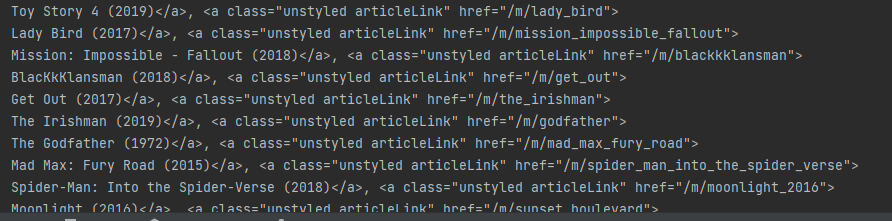 Toy Story 4 (2019)</a>, <a class="unstyled articleLink" href="/m/lady_bird">
Lady Bird (2017)</a>, <a class="unstyled articleLink" href="/m/mission_impossible_fallout">
Mission: Impossible - Fallout (2018)</a>, <a class="unstyled articleLink" href="/m/blackkklansman">
BlacKkKlansman (2018)</a>, <a class="unstyled articleLink" href="/m/get_out">
Get Out (2017)</a>, <a class="unstyled articleLink" href="/m/the_irishman">
The Irishman (2019)</a>, <a class="unstyled articleLink" href="/m/godfather">
The Godfather (1972)</a>, <a class="unstyled articleLink" href="/m/mad_max_fury_road">
Mad Max: Fury Road (2015)</a>, <a class="unstyled articleLink" href="/m/spider_man_into_the_spider_verse">
Spider-Man: Into the Spider-Verse (2018)</a>, <a class="unstyled articleLink" href="/m/moonlight_2016">
Moonlight (2016)</a>, <a class="unstyled articleLink" href="/m/sunset_boulevard">